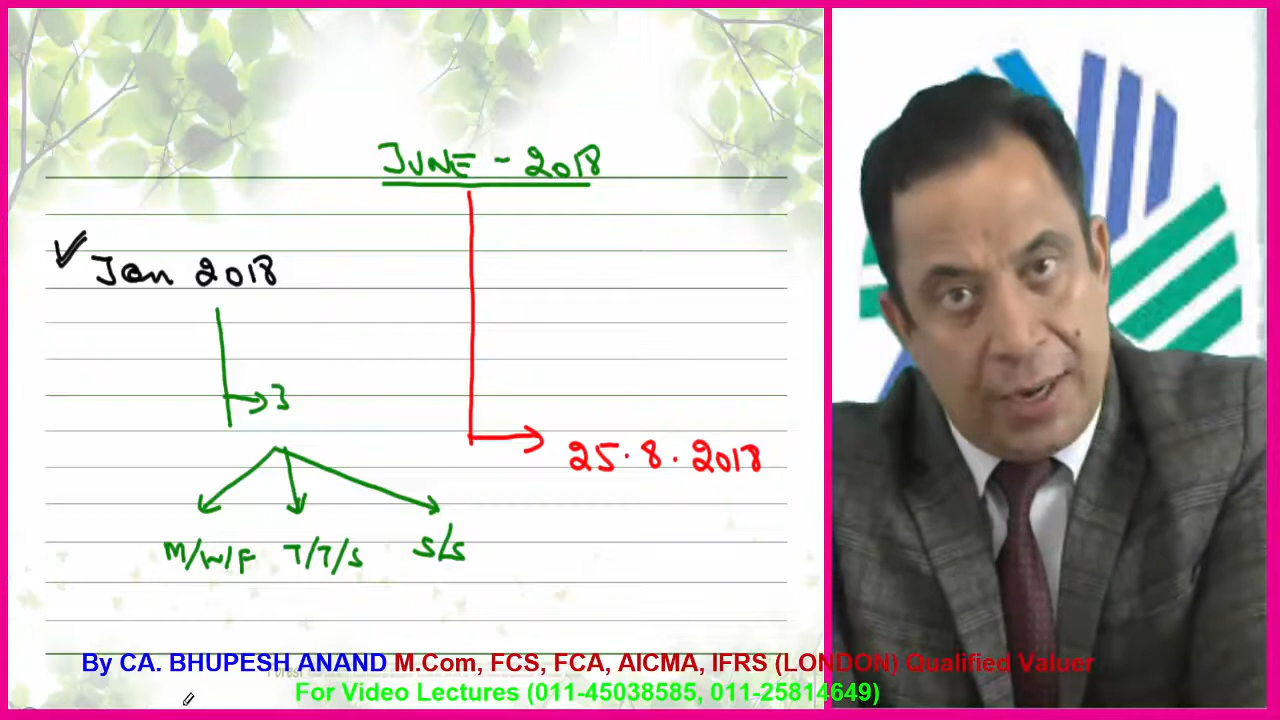 JUNE - 2018
Jan 2018
3
25.8.2018
M/W/F T/T/S S/S
By CA. BHUPESH ANAND M.Com, FCS, FCA, AICMA, IFRS (LONDON) Qualified Valuer
For Video Lectures (011-45038585, 011-25814649)